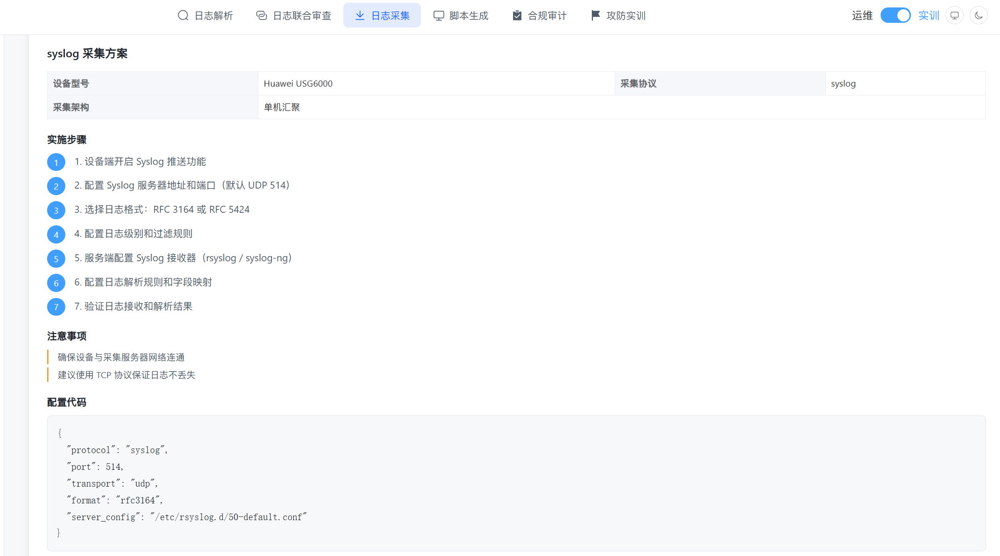 日志解析 日志联合审查 日志采集 脚本生成 合规审计 攻防实训 运维 实训
syslog 采集方案
设备型号 Huawei USG6000 采集协议 syslog
采集架构 单机汇聚
实施步骤
1 1. 设备端开启 Syslog 推送功能
2 2. 配置 Syslog 服务器地址和端口（默认 UDP 514）
3 3. 选择日志格式：RFC 3164 或 RFC 5424
4 4. 配置日志级别和过滤规则
5 5. 服务端配置 Syslog 接收器（rsyslog / syslog-ng）
6 6. 配置日志解析规则和字段映射
7 7. 验证日志接收和解析结果
注意事项
确保设备与采集服务器网络连通
建议使用 TCP 协议保证日志不丢失
配置代码
{
"protocol": "syslog",
"port": 514,
"transport": "udp",
"format": "rfc3164",
"server_config": "/etc/rsyslog.d/50-default.conf"
}